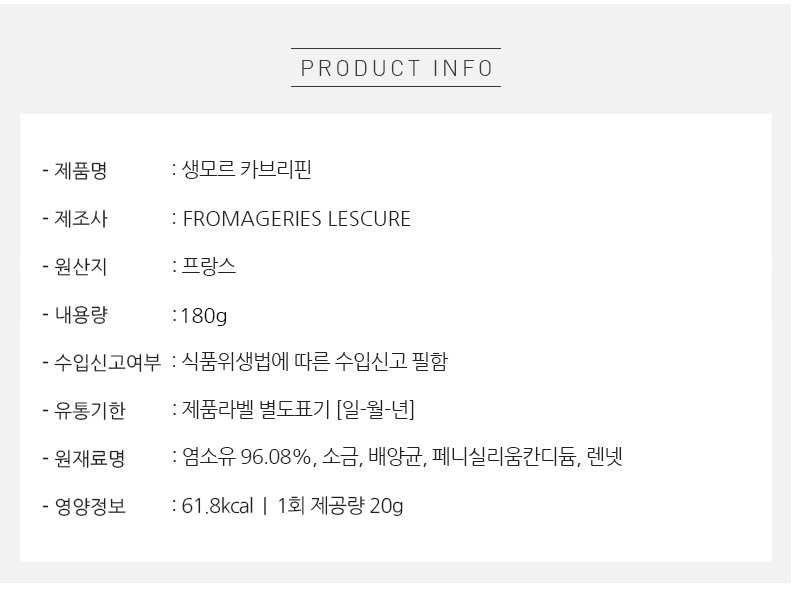 PRODUCT INFO
- 제품명 : 생모르 카브리핀
- 제조사 : FROMAGERIES LESCURE
- 원산지 : 프랑스
- 내용량 : 180g
- 수입신고여부 : 식품위생법에 따른 수입신고 필함
- 유통기한 : 제품라벨 별도표기 [일-월-년]
- 원재료명 : 염소유 96.08%, 소금, 배양균, 페니실리움칸디듐, 렌넷
- 영양정보 : 61.8kcal | 1회 제공량 20g